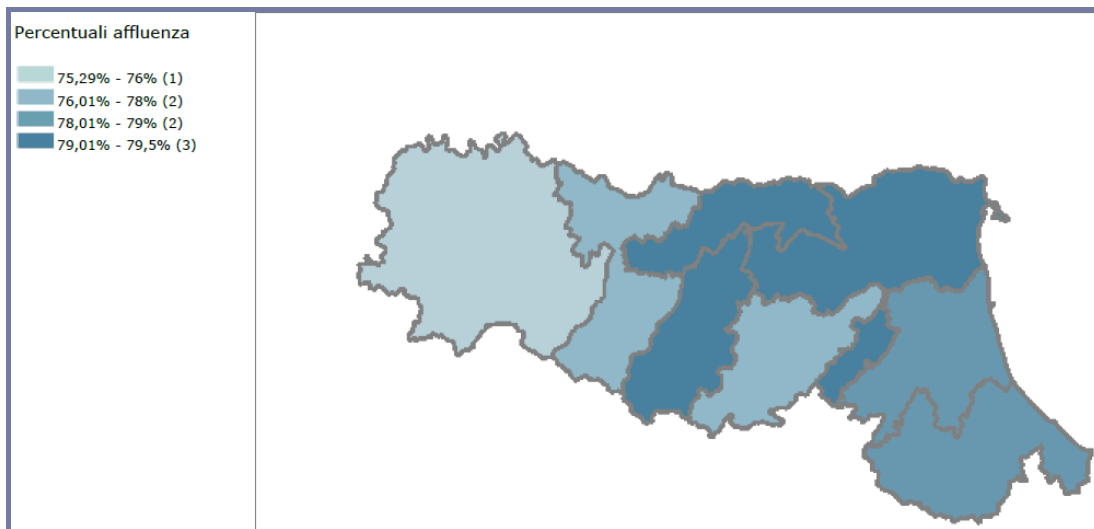 Percentuali affluenza
75,29% - 76% (1)
76,01% - 78% (2)
78,01% - 79% (2)
79,01% - 79,5% (3)